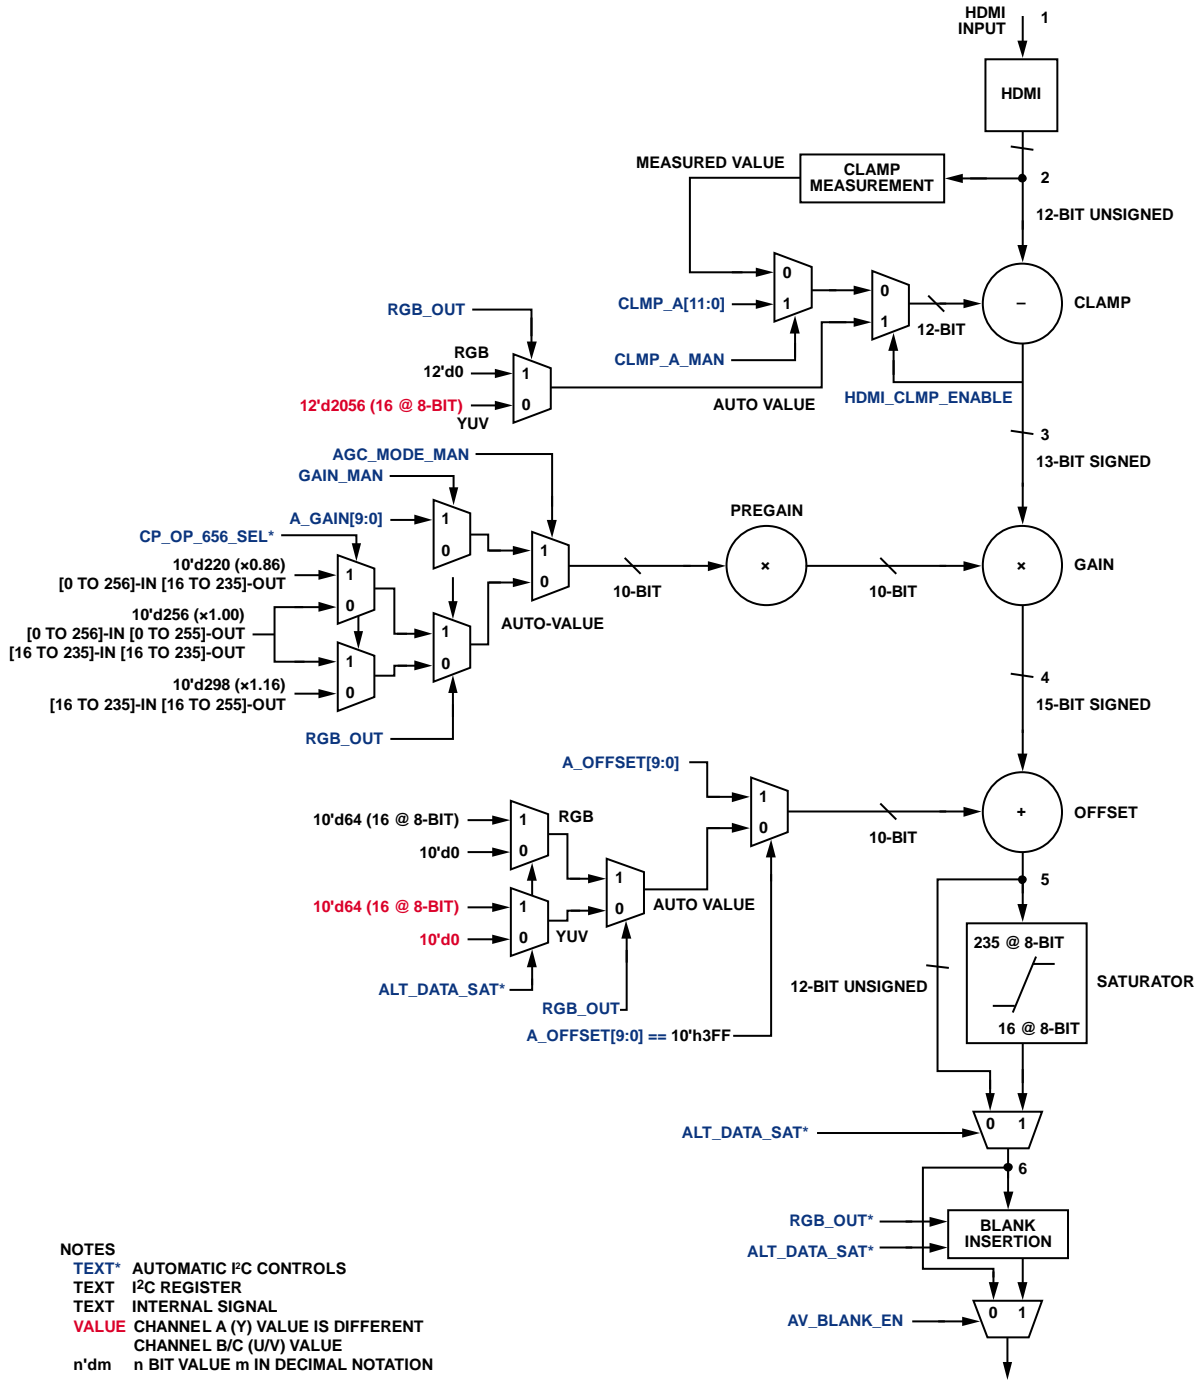 HDMI
INPUT
1
HDMI
MEASURED VALUE
CLAMP
MEASUREMENT
2
12-BIT UNSIGNED
0
1
0
1
CLMP_A[11:0]
12-BIT
–
CLAMP
RGB_OUT
CLMP_A_MAN
RGB
12'd0
1
12'd2056 (16 @ 8-BIT)
0
YUV
AUTO VALUE
HDMI_CLMP_ENABLE
3
13-BIT SIGNED
AGC_MODE_MAN
GAIN_MAN
A_GAIN[9:0]
1
0
PREGAIN
CP_OP_656_SEL*
10'd220 (×0.86)
[0 TO 256]-IN [16 TO 235]-OUT
1
0
1
0
10-BIT
×
10-BIT
×
GAIN
10'd256 (×1.00)
[0 TO 256]-IN [0 TO 255]-OUT
[16 TO 235]-IN [16 TO 235]-OUT
1
0
AUTO-VALUE
1
0
10'd298 (×1.16)
[16 TO 235]-IN [16 TO 255]-OUT
4
15-BIT SIGNED
RGB_OUT
A_OFFSET[9:0]
1
0
10'd64 (16 @ 8-BIT)
1
RGB
10'd0
0
10-BIT
+
OFFSET
1
0
AUTO VALUE
5
10'd64 (16 @ 8-BIT)
1
10'd0
0
YUV
235 @ 8-BIT
16 @ 8-BIT
SATURATOR
12-BIT UNSIGNED
ALT_DATA_SAT*
RGB_OUT
A_OFFSET[9:0] == 10'h3FF
0 1
ALT_DATA_SAT*
6
RGB_OUT*
BLANK
INSERTION
ALT_DATA_SAT*
0 1
AV_BLANK_EN
NOTES
TEXT* AUTOMATIC I²C CONTROLS
TEXT I²C REGISTER
TEXT INTERNAL SIGNAL
VALUE CHANNEL A (Y) VALUE IS DIFFERENT
CHANNEL B/C (U/V) VALUE
n'dm n BIT VALUE m IN DECIMAL NOTATION